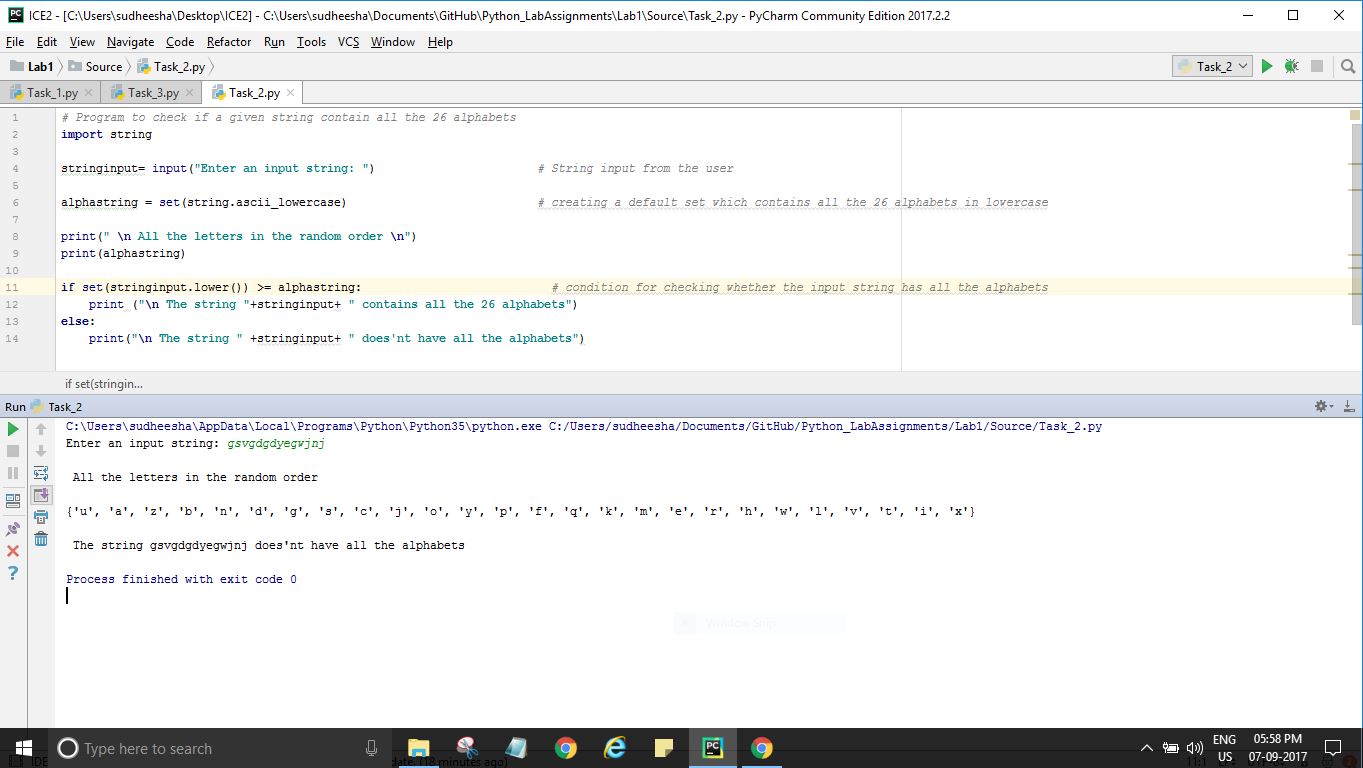 ICE2 - [C:\Users\sudheesha\Desktop\ICE2] - C:\Users\sudheesha\Documents\GitHub\Python_LabAssignments\Lab1\Source\Task_2.py - PyCharm Community Edition 2017.2.2
File Edit View Navigate Code Refactor Run Tools VCS Window Help
Lab1 Source Task_2.py Task_2
Task_1.py Task_3.py Task_2.py
1 # Program to check if a given string contain all the 26 alphabets
2 import string
3
4 stringinput= input("Enter an input string: ") # String input from the user
5
6 alphastring = set(string.ascii_lowercase) # creating a default set which contains all the 26 alphabets in lowercase
7
8 print(" \n All the letters in the random order \n")
9 print(alphastring)
10
11 if set(stringinput.lower()) >= alphastring: # condition for checking whether the input string has all the alphabets
12 print ("\n The string "+stringinput+ " contains all the 26 alphabets")
13 else:
14 print("\n The string " +stringinput+ " does'nt have all the alphabets")
if set(stringin...
Run Task_2
C:\Users\sudheesha\AppData\Local\Programs\Python\Python35\python.exe C:/Users/sudheesha/Documents/GitHub/Python_LabAssignments/Lab1/Source/Task_2.py
Enter an input string: gsvgdgdyegwjnj
All the letters in the random order
{'u', 'a', 'z', 'b', 'n', 'd', 'g', 's', 'c', 'j', 'o', 'y', 'p', 'f', 'q', 'k', 'm', 'e', 'r', 'h', 'w', 'l', 'v', 't', 'i', 'x'}
The string gsvgdgdyegwjnj does'nt have all the alphabets
Process finished with exit code 0
Window Snip
Type here to search
PC
ENG
US
05:58 PM
07-09-2017
(18 minutes ago)
11:1